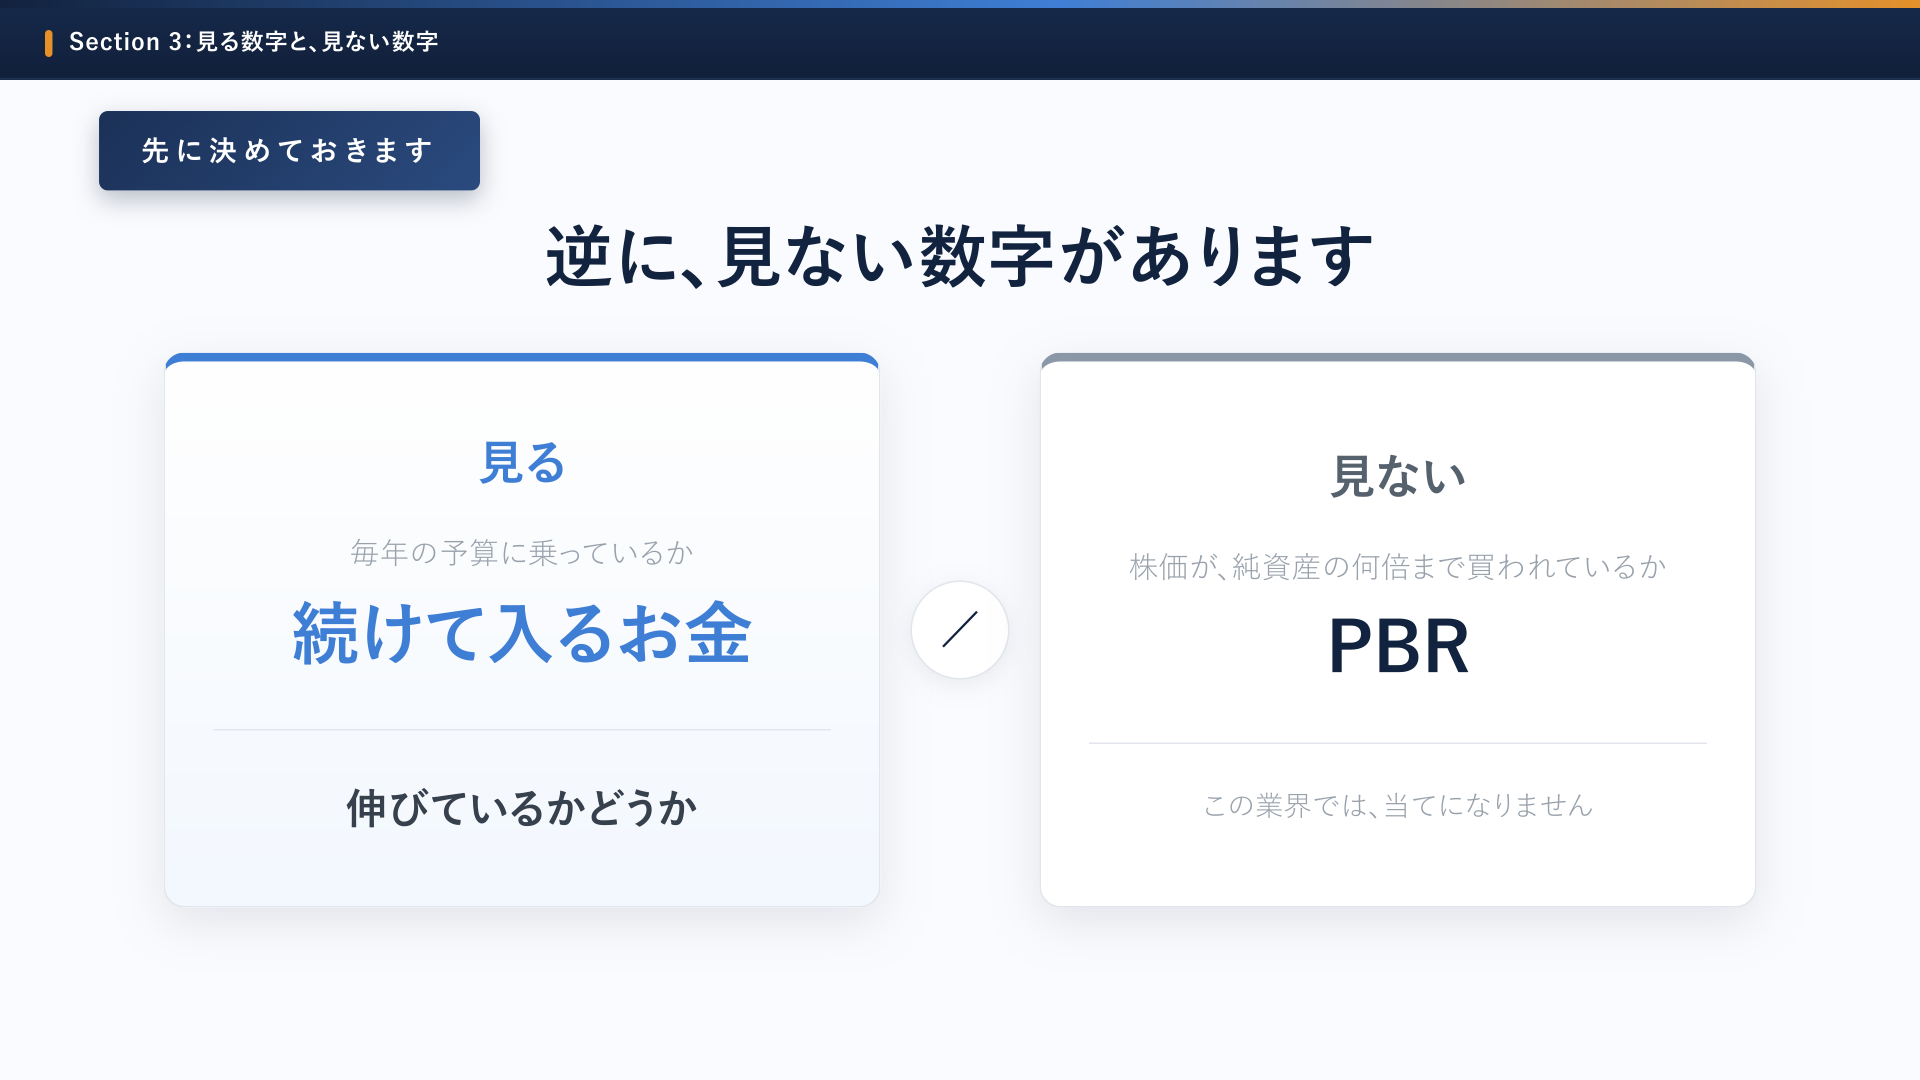 Section 3：見る数字と、見ない数字
先に決めておきます
逆に、見ない数字があります
見る
毎年の予算に乗っているか
続けて入るお金
伸びているかどうか
／
見ない
株価が、純資産の何倍まで買われているか
PBR
この業界では、当てになりません